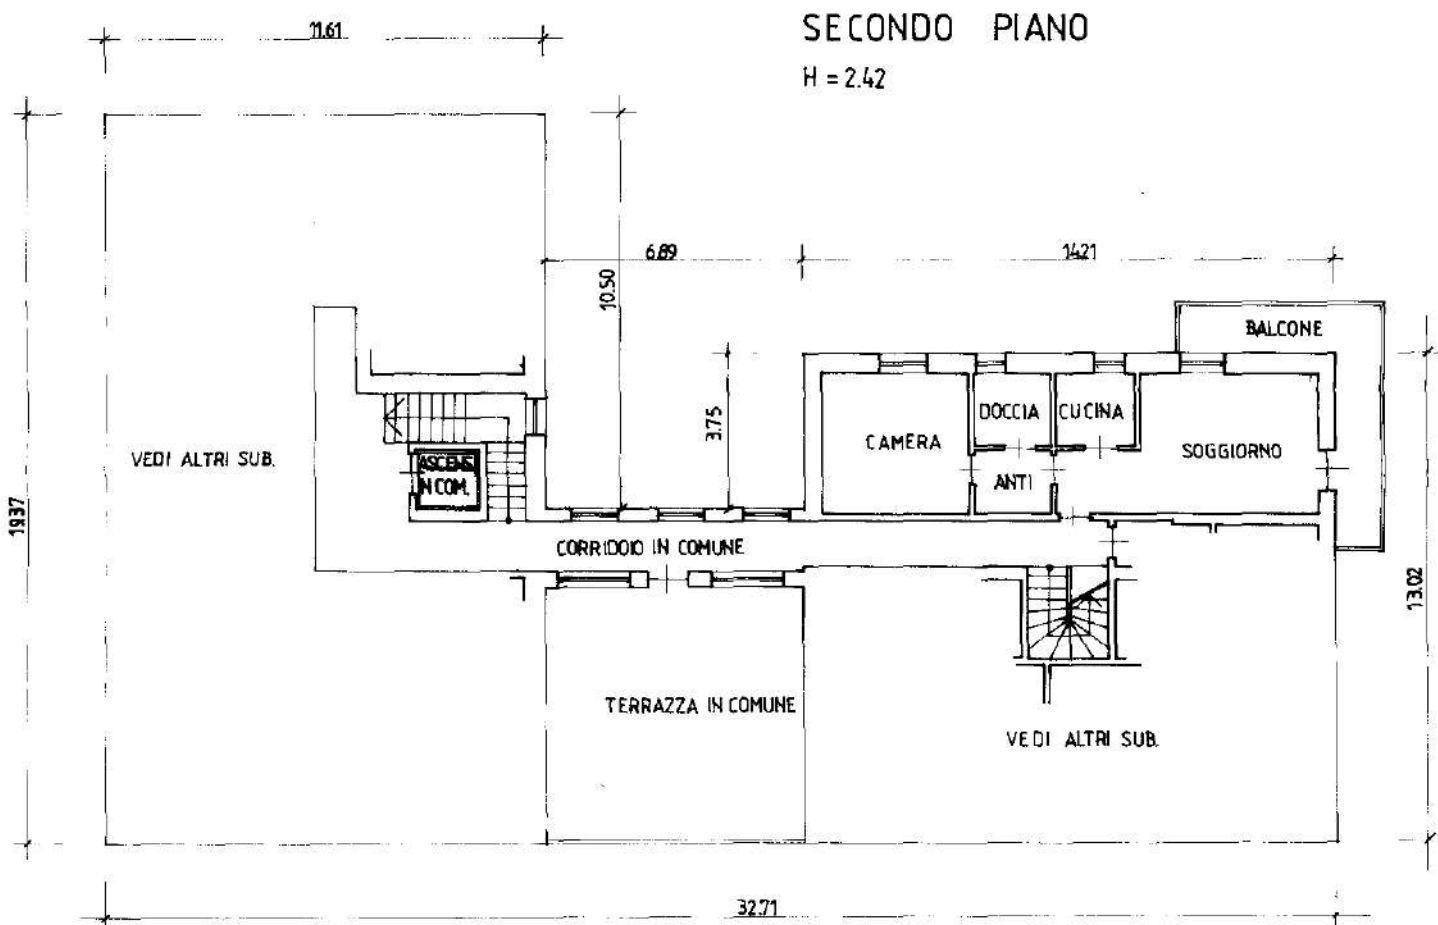 SECONDO PIANO
11.61
H = 2.42
6.89
14.21
10.50
BALCONE
3.75
DOCCIA
CUCINA
CAMERA
SOGGIORNO
VEDI ALTRI SUB.
ASCENS.
IN COM.
ANTI
19.37
CORRIDOIO IN COMUNE
13.02
TERRAZZA IN COMUNE
VEDI ALTRI SUB.
32.71